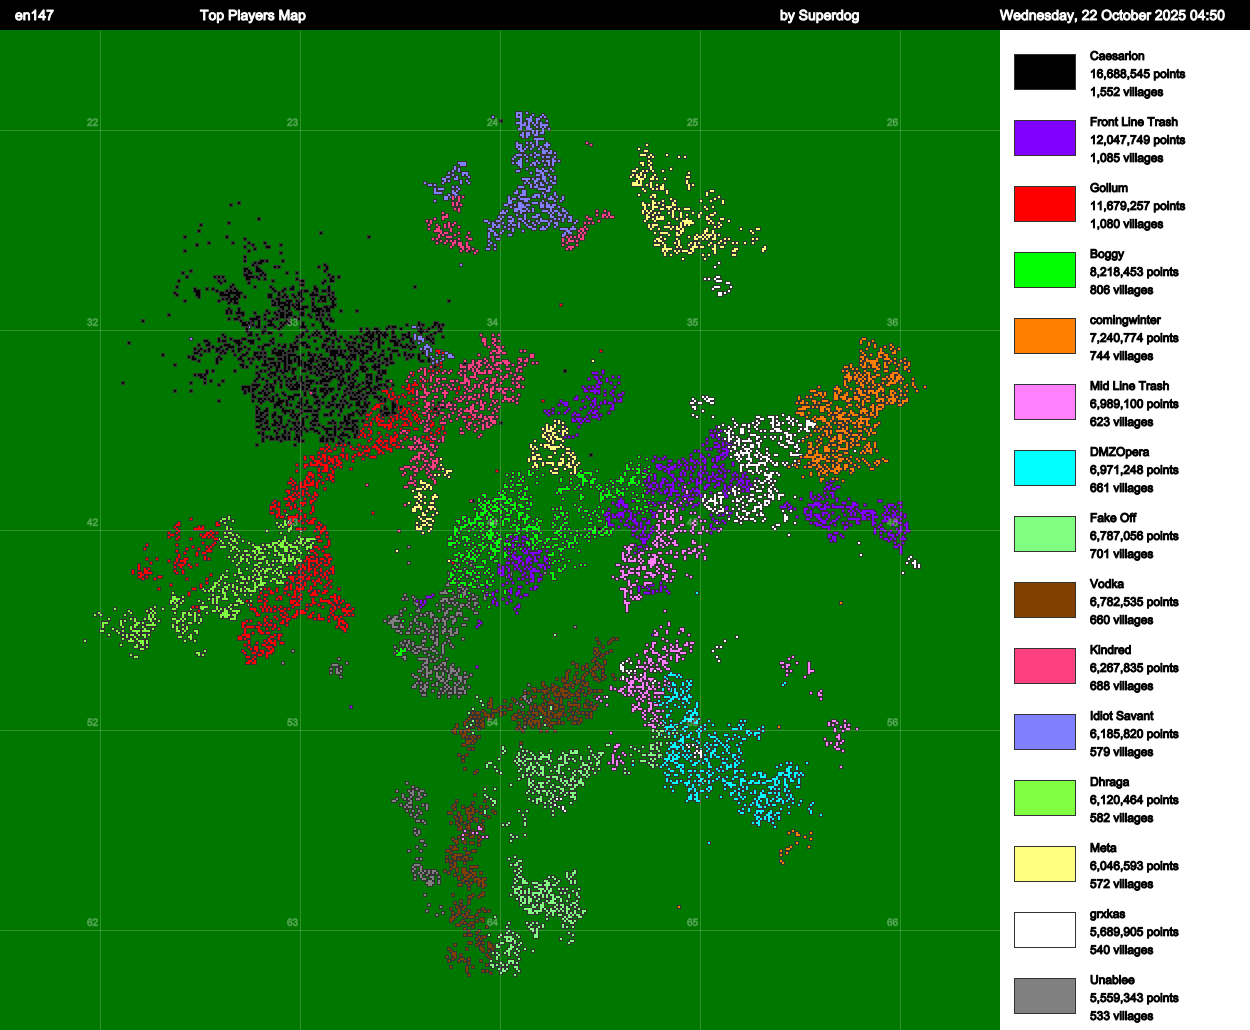 en147 Top Players Map by Superdog Wednesday, 22 October 2025 04:50
Caesarion
16,688,545 points
1,552 villages
Front Line Trash
12,047,749 points
1,085 villages
Gollum
11,679,257 points
1,080 villages
Boggy
8,218,453 points
806 villages
comingwinter
7,240,774 points
744 villages
Mid Line Trash
6,989,100 points
623 villages
DMZOpera
6,971,248 points
661 villages
Fake Off
6,787,056 points
701 villages
Vodka
6,782,535 points
660 villages
Kindred
6,267,835 points
688 villages
Idiot Savant
6,185,820 points
579 villages
Dhraga
6,120,464 points
582 villages
Meta
6,046,593 points
572 villages
grxkas
5,689,905 points
540 villages
Unablee
5,559,343 points
533 villages
22 23 24 25 26
32 33 34 35 36
42 43 44 45 46
52 53 54 55 56
62 63 64 65 66